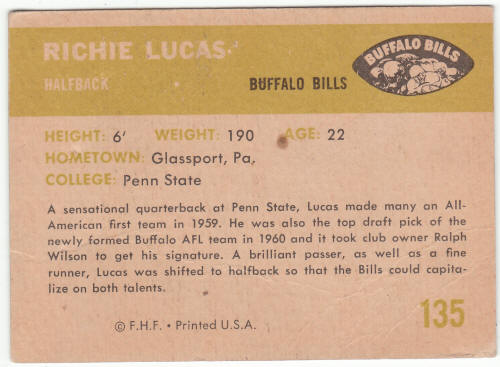 RICHIE LUCAS
HALFBACK
BUFFALO BILLS
BUFFALO BILLS
HEIGHT: 6' WEIGHT: 190 AGE: 22
HOMETOWN: Glassport, Pa.
COLLEGE: Penn State
A sensational quarterback at Penn State, Lucas made many an All-
American first team in 1959. He was also the top draft pick of the
newly formed Buffalo AFL team in 1960 and it took club owner Ralph
Wilson to get his signature. A brilliant passer, as well as a fine
runner, Lucas was shifted to halfback so that the Bills could capita-
lize on both talents.
135
© F.H.F. • Printed U.S.A.